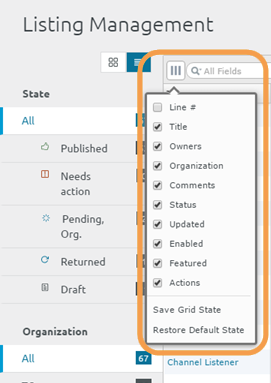 Listing Management
All Fields
State
All
Published
Needs
action
Pending,
Org.
Returned
Draft
Organization
All
67
Line #
Title
Owners
Organization
Comments
Status
Updated
Enabled
Featured
Actions
Save Grid State
Restore Default State
Channel Listener